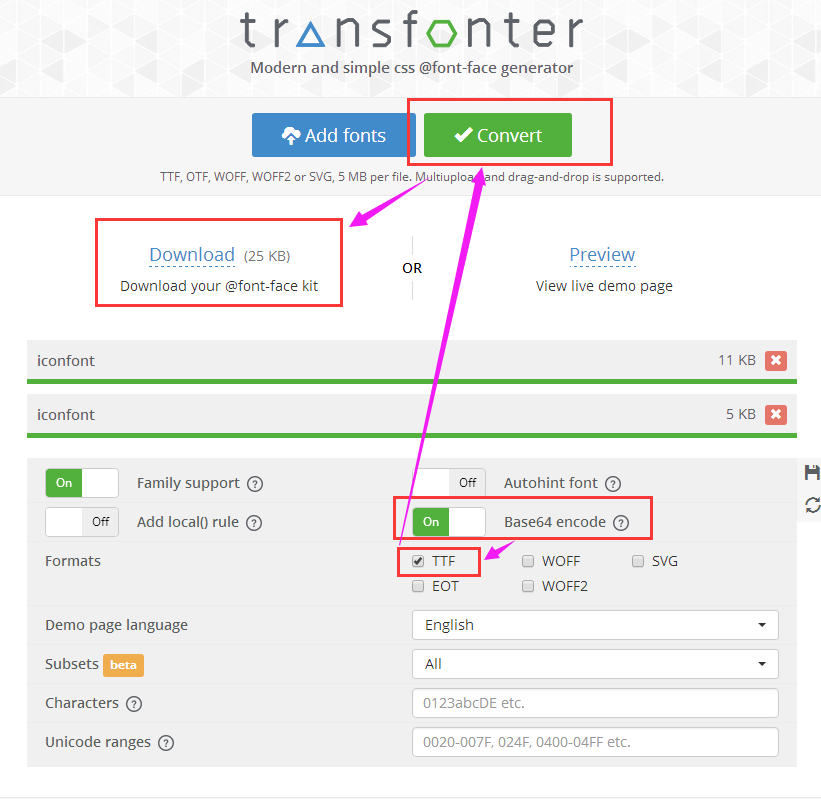 transfonter
Modern and simple css @font-face generator
Add fonts
Convert
TTF, OTF, WOFF, WOFF2 or SVG, 5 MB per file. Multiupload and drag-and-drop is supported.
Download (25 KB)
Download your @font-face kit
OR
Preview
View live demo page
iconfont 11 KB
iconfont 5 KB
On Family support ?
Off Autohint font ?
Off Add local() rule ?
On Base64 encode ?
Formats
TTF WOFF SVG
EOT WOFF2
Demo page language English
Subsets beta All
Characters ? 0123abcDE etc.
Unicode ranges ? 0020-007F, 024F, 0400-04FF etc.